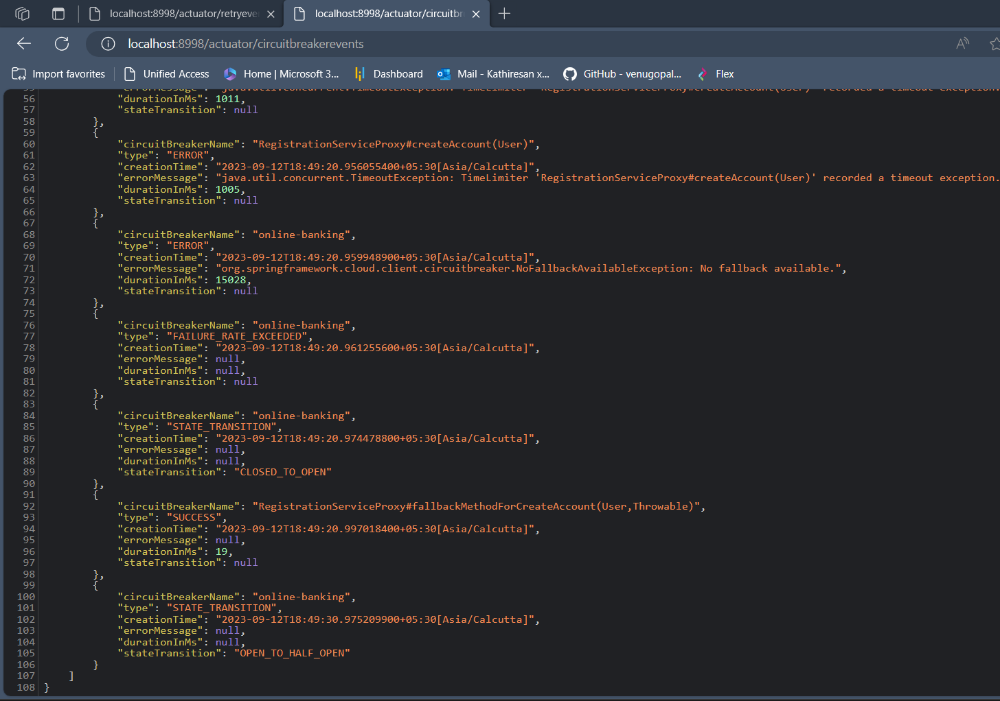 localhost:8998/actuator/retryeve
localhost:8998/actuator/circuitbr
localhost:8998/actuator/circuitbreakerevents
Import favorites
Unified Access
Home | Microsoft 3...
Dashboard
Mail - Kathiresan x...
GitHub - venugopal...
Flex
55 "errorMessage": "java.util.concurrent.TimeoutException: TimeLimiter 'RegistrationServiceProxy#createAccount(User)' recorded a timeout exception.
56 "durationInMs": 1011,
57 "stateTransition": null
58 },
59 {
60 "circuitBreakerName": "RegistrationServiceProxy#createAccount(User)",
61 "type": "ERROR",
62 "creationTime": "2023-09-12T18:49:20.956055400+05:30[Asia/Calcutta]",
63 "errorMessage": "java.util.concurrent.TimeoutException: TimeLimiter 'RegistrationServiceProxy#createAccount(User)' recorded a timeout exception.
64 "durationInMs": 1005,
65 "stateTransition": null
66 },
67 {
68 "circuitBreakerName": "online-banking",
69 "type": "ERROR",
70 "creationTime": "2023-09-12T18:49:20.959948900+05:30[Asia/Calcutta]",
71 "errorMessage": "org.springframework.cloud.client.circuitbreaker.NoFallbackAvailableException: No fallback available.",
72 "durationInMs": 15028,
73 "stateTransition": null
74 },
75 {
76 "circuitBreakerName": "online-banking",
77 "type": "FAILURE_RATE_EXCEEDED",
78 "creationTime": "2023-09-12T18:49:20.961255600+05:30[Asia/Calcutta]",
79 "errorMessage": null,
80 "durationInMs": null,
81 "stateTransition": null
82 },
83 {
84 "circuitBreakerName": "online-banking",
85 "type": "STATE_TRANSITION",
86 "creationTime": "2023-09-12T18:49:20.974478800+05:30[Asia/Calcutta]",
87 "errorMessage": null,
88 "durationInMs": null,
89 "stateTransition": "CLOSED_TO_OPEN"
90 },
91 {
92 "circuitBreakerName": "RegistrationServiceProxy#fallbackMethodForCreateAccount(User,Throwable)",
93 "type": "SUCCESS",
94 "creationTime": "2023-09-12T18:49:20.997018400+05:30[Asia/Calcutta]",
95 "errorMessage": null,
96 "durationInMs": 19,
97 "stateTransition": null
98 },
99 {
100 "circuitBreakerName": "online-banking",
101 "type": "STATE_TRANSITION",
102 "creationTime": "2023-09-12T18:49:30.975209900+05:30[Asia/Calcutta]",
103 "errorMessage": null,
104 "durationInMs": null,
105 "stateTransition": "OPEN_TO_HALF_OPEN"
106 }
107 ]
108 }